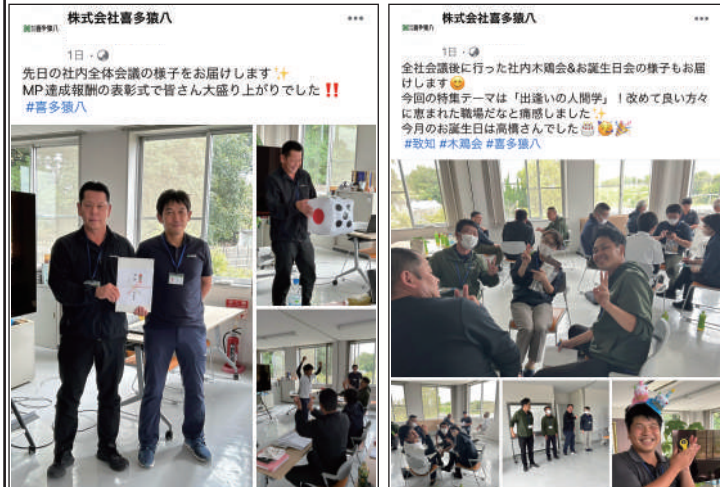 株式会社喜多猿八
1日
先日の社内全体会議の様子をお届けします✨
MP達成報酬の表彰式で皆さん大盛り上がりでした‼️
#喜多猿八
株式会社喜多猿八
1日
全社会議後に行った社内木鶏会&お誕生日会の様子もお届
けします😊
今回の特集テーマは「出逢いの人間学」！改めて良い方々
に恵まれた職場だなと痛感しました✨
今月のお誕生日は高橋さんでした🎂🥳🎉
#致知 #木鶏会 #喜多猿八